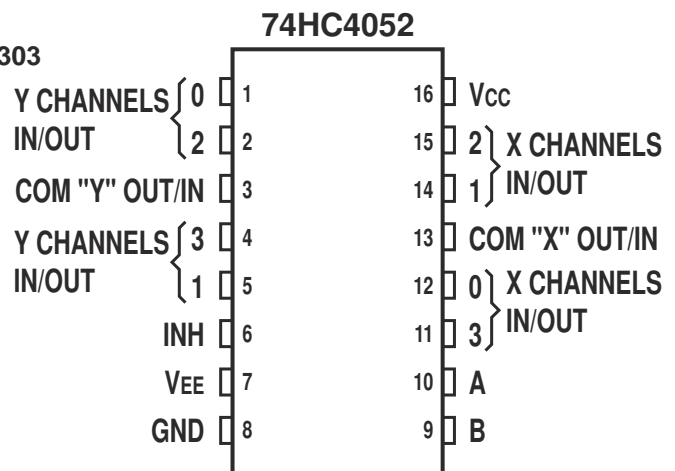 74HC4052
303
Y CHANNELS 0 1 16 Vcc
IN/OUT 2 2 15 2 X CHANNELS
COM "Y" OUT/IN 3 14 1 IN/OUT
Y CHANNELS 3 4 13 COM "X" OUT/IN
IN/OUT 1 5 12 0 X CHANNELS
INH 6 11 3 IN/OUT
VEE 7 10 A
GND 8 9 B